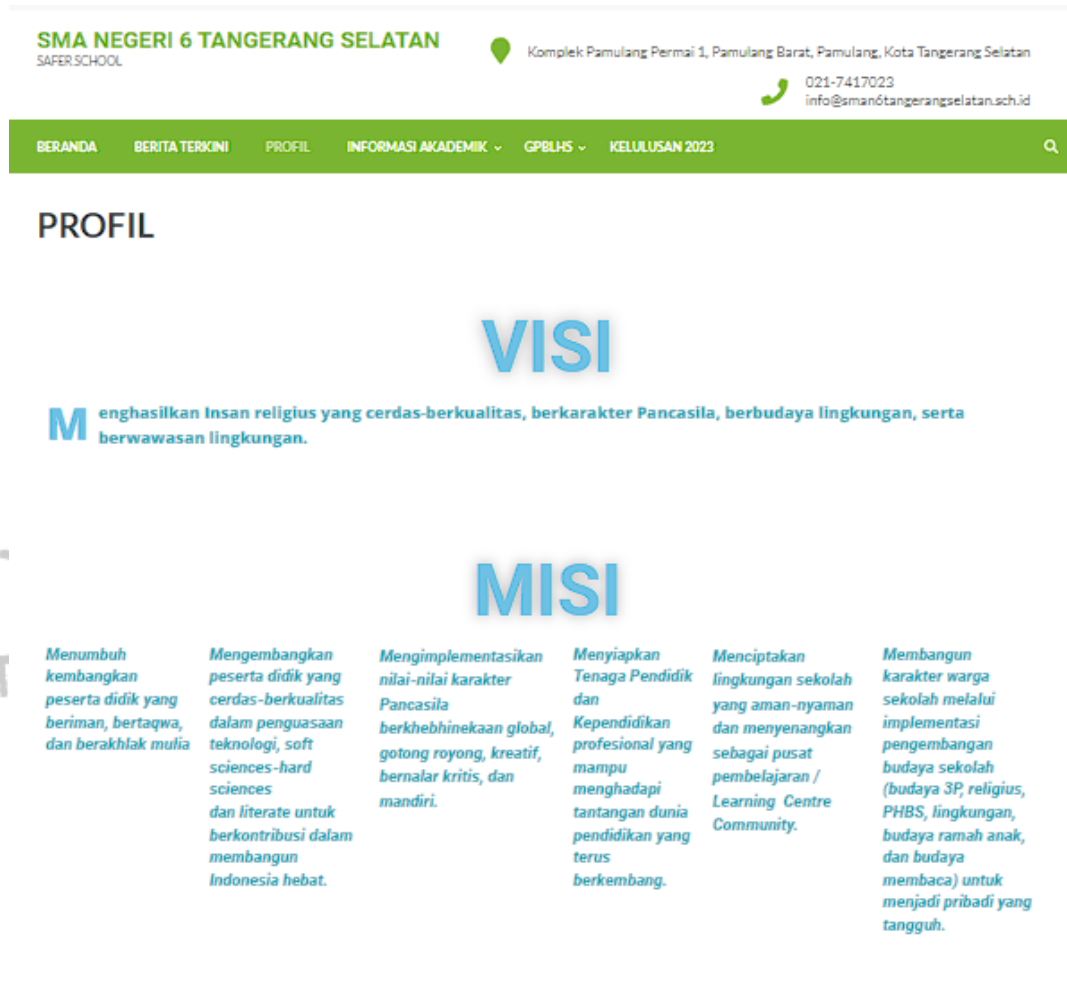 SMA NEGERI 6 TANGERANG SELATAN
SAFER SCHOOL
Komplek Pamulang Permai 1, Pamulang Barat, Pamulang, Kota Tangerang Selatan
021-7417023
info@sman6tangerangselatan.sch.id
BERANDA BERITA TERKINI PROFIL INFORMASI AKADEMIK GPBLHS KELULUSAN 2023
PROFIL
VISI
Menghasilkan Insan religius yang cerdas-berkualitas, berkarakter Pancasila, berbudaya lingkungan, serta
berwawasan lingkungan.
MISI
Menumbuh
kembangkan
peserta didik yang
beriman, bertaqwa,
dan berakhlak mulia
Mengembangkan
peserta didik yang
cerdas-berkualitas
dalam penguasaan
teknologi, soft
sciences-hard
sciences
dan literate untuk
berkontribusi dalam
membangun
Indonesia hebat.
Mengimplementasikan
nilai-nilai karakter
Pancasila
berkhebhinekaan global,
gotong royong, kreatif,
bernalar kritis, dan
mandiri.
Menyiapkan
Tenaga Pendidik
dan
Kependidikan
profesional yang
mampu
menghadapi
tantangan dunia
pendidikan yang
terus
berkembang.
Menciptakan
lingkungan sekolah
yang aman-nyaman
dan menyenangkan
sebagai pusat
pembelajaran /
Learning Centre
Community.
Membangun
karakter warga
sekolah melalui
implementasi
pengembangan
budaya sekolah
(budaya 3P, religius,
PHBS, lingkungan,
budaya ramah anak,
dan budaya
membaca) untuk
menjadi pribadi yang
tangguh.